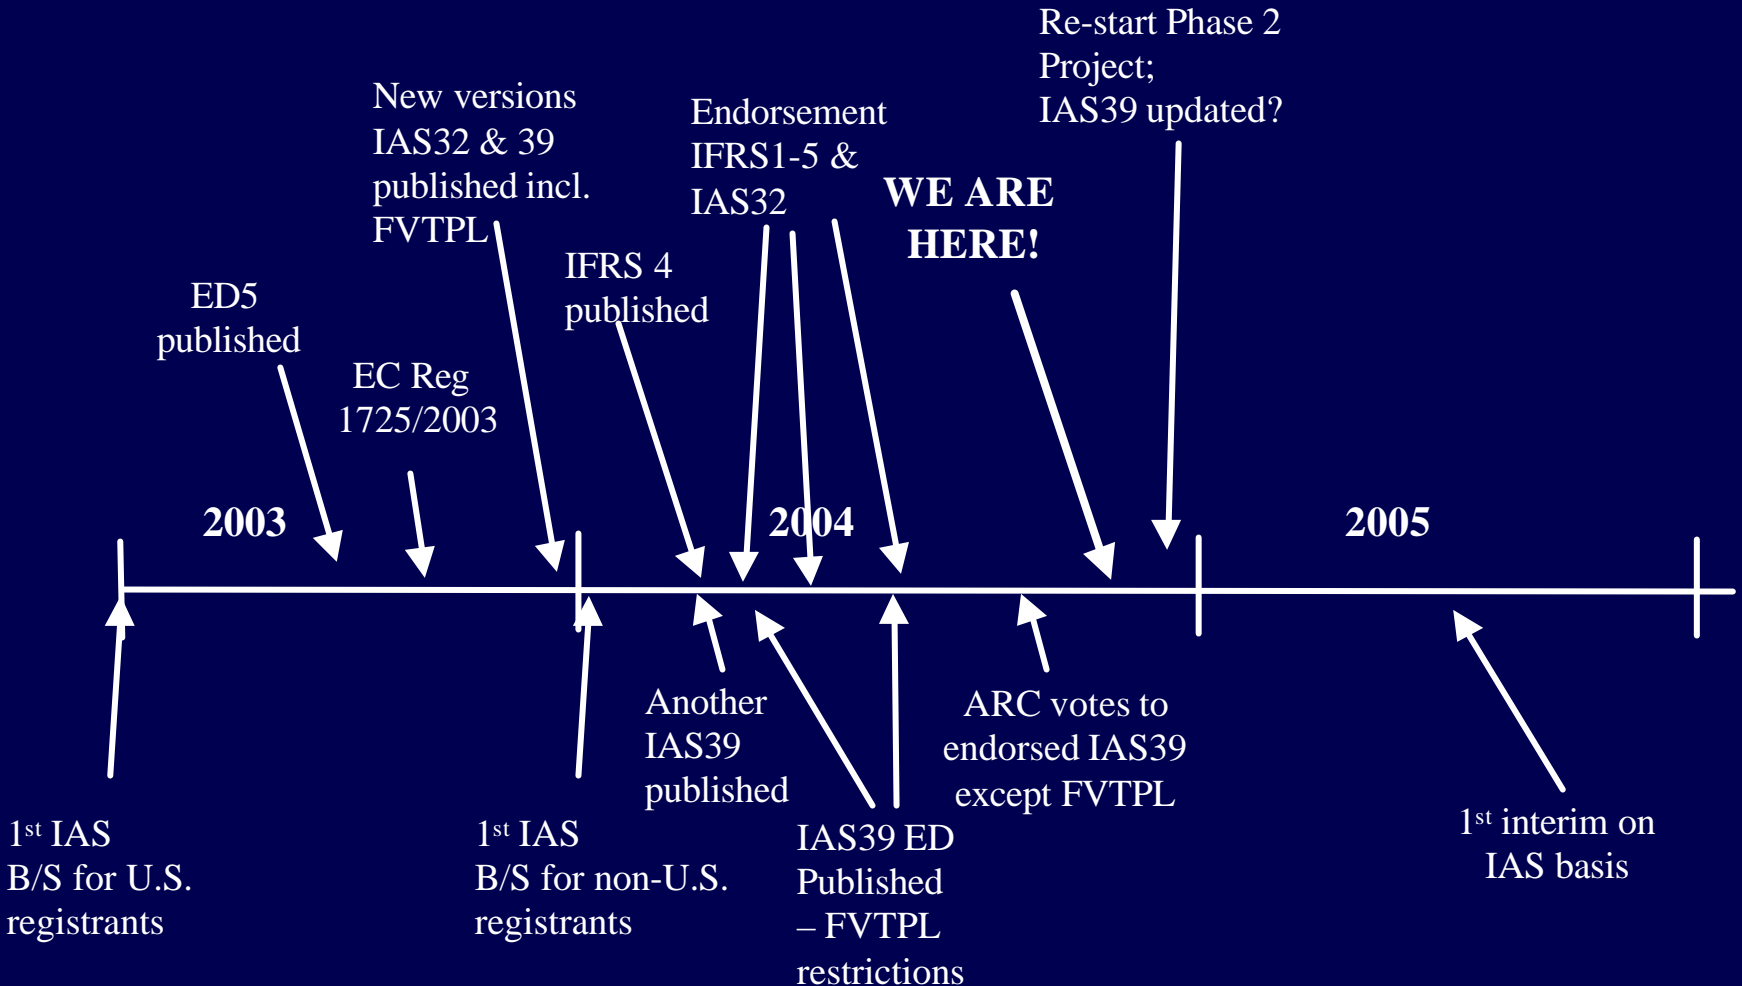 Re-start Phase 2
Project;
IAS39 updated?
New versions
IAS32 & 39
published incl.
FVTPL
Endorsement
IFRS1-5 &
IAS32
WE ARE
HERE!
IFRS 4
published
ED5
published
EC Reg
1725/2003
2003
2004
2005
Another
IAS39
published
ARC votes to
endorsed IAS39
except FVTPL
1st IAS
B/S for U.S.
registrants
1st IAS
B/S for non-U.S.
registrants
IAS39 ED
Published
– FVTPL
restrictions
1st interim on
IAS basis